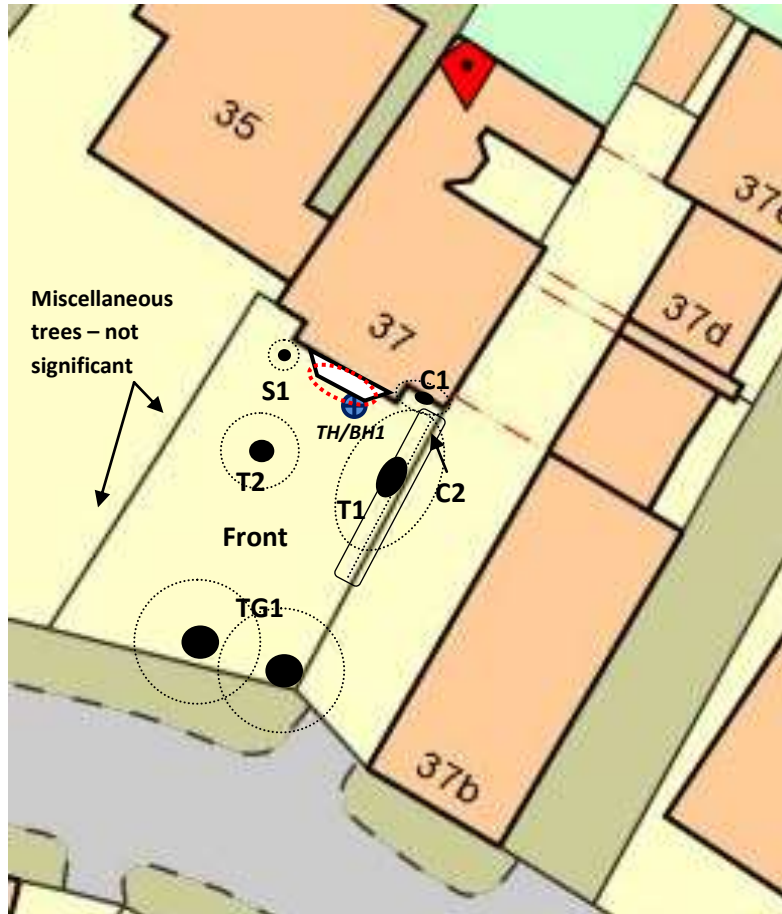 35
37c
37
37d
Miscellaneous
trees – not
significant
S1
C1
TH/BH1
T2
T1
C2
Front
TG1
37b